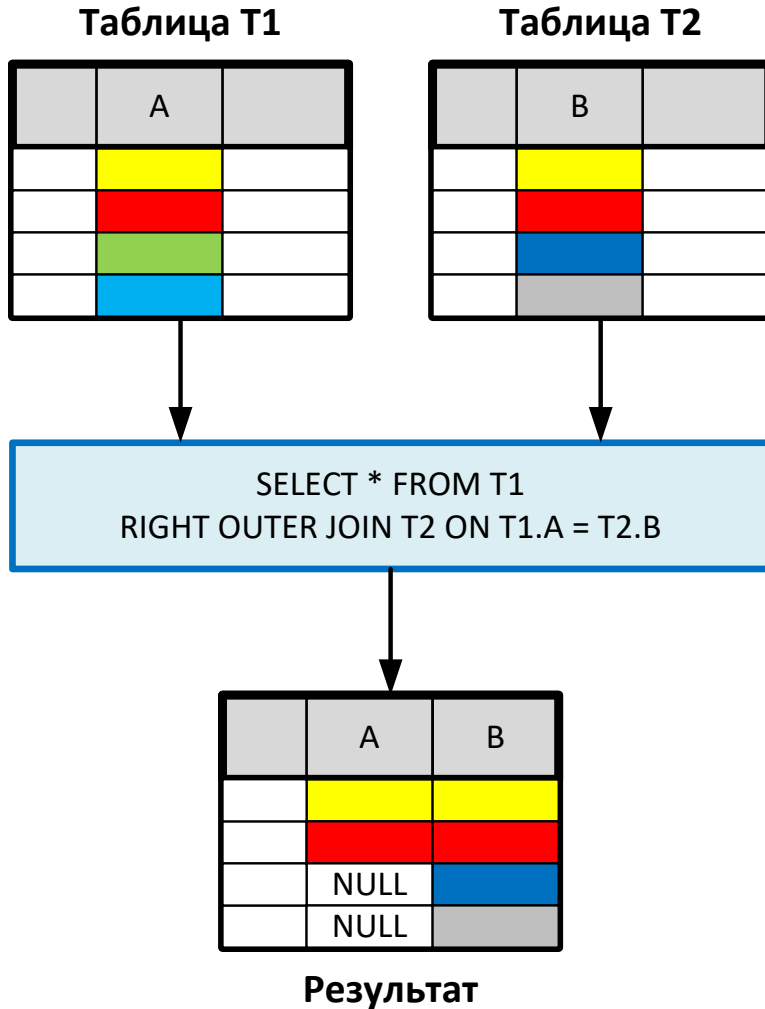 Таблица T1
Таблица T2
A
B
SELECT * FROM T1
RIGHT OUTER JOIN T2 ON T1.A = T2.B
A
B
NULL
NULL
Результат